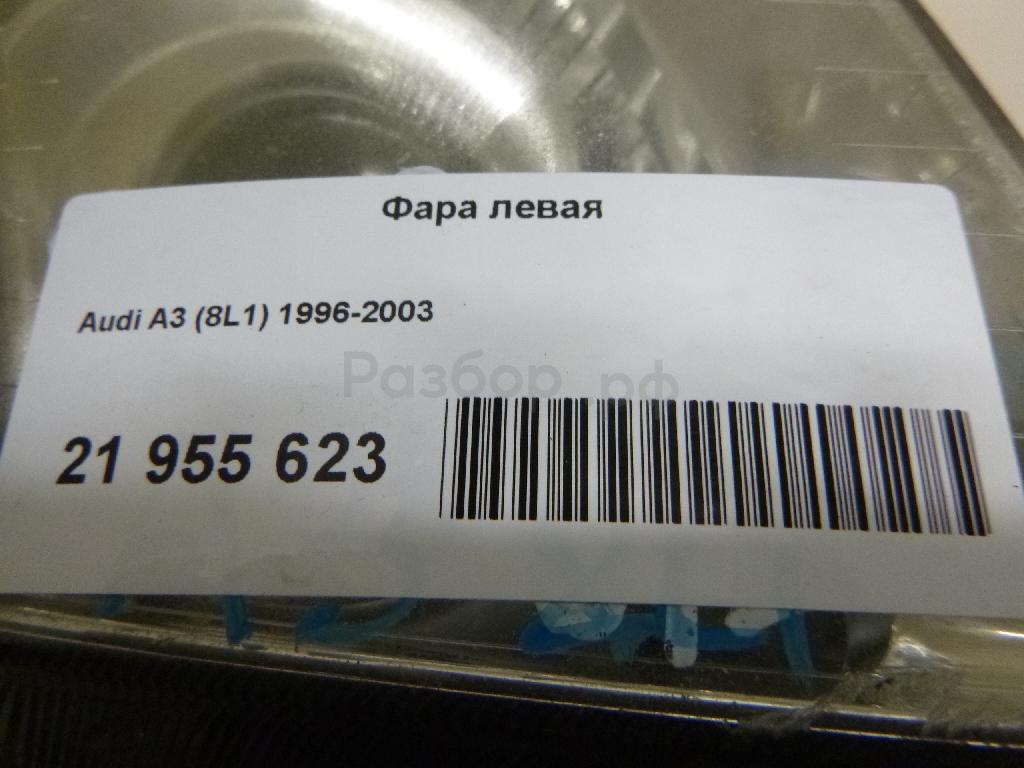 Фара левая
Audi A3 (8L1) 1996-2003
Разбор.рф
21 955 623